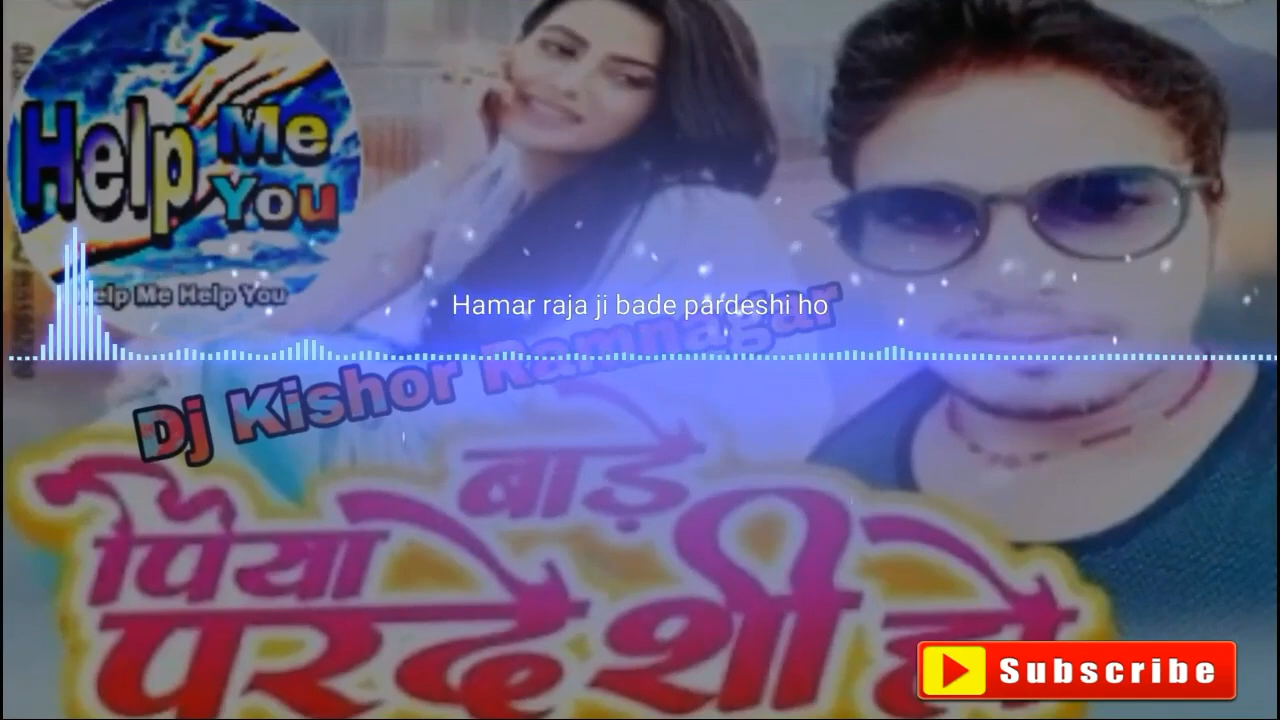 Help Me
You
Help Me Help You
Hamar raja ji bade pardeshi ho
Dj Kishor Ramnagar
बाड़े
पिया
परदेशी हो
Subscribe